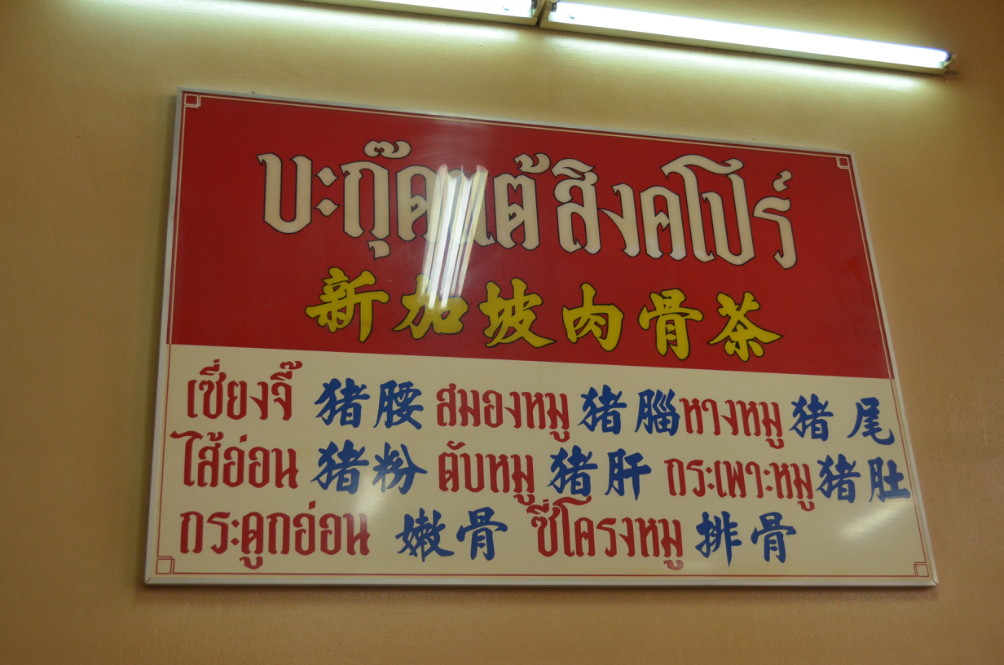 บะกุ๊ดเต้สิงคโปร์
新加坡肉骨茶
เซี่ยงจี๊ 猪腰 สมองหมู 猪腦 หางหมู 猪尾
ไส้อ่อน 猪粉 ตับหมู 猪肝 กระเพาะหมู 猪肚
กระดูกอ่อน 嫩骨 ซี่โครงหมู 排骨